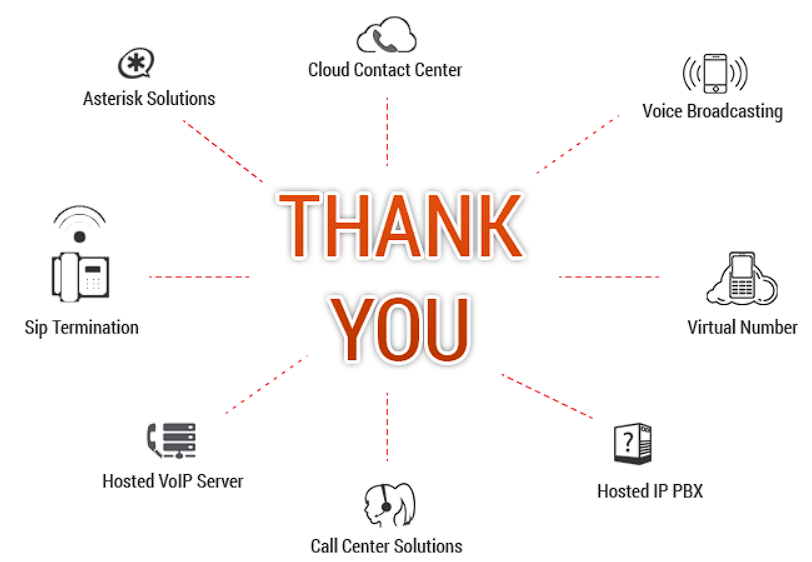 Cloud Contact Center
Asterisk Solutions
Voice Broadcasting
THANK
YOU
Sip Termination
Virtual Number
Hosted VoIP Server
?
Hosted IP PBX
Call Center Solutions